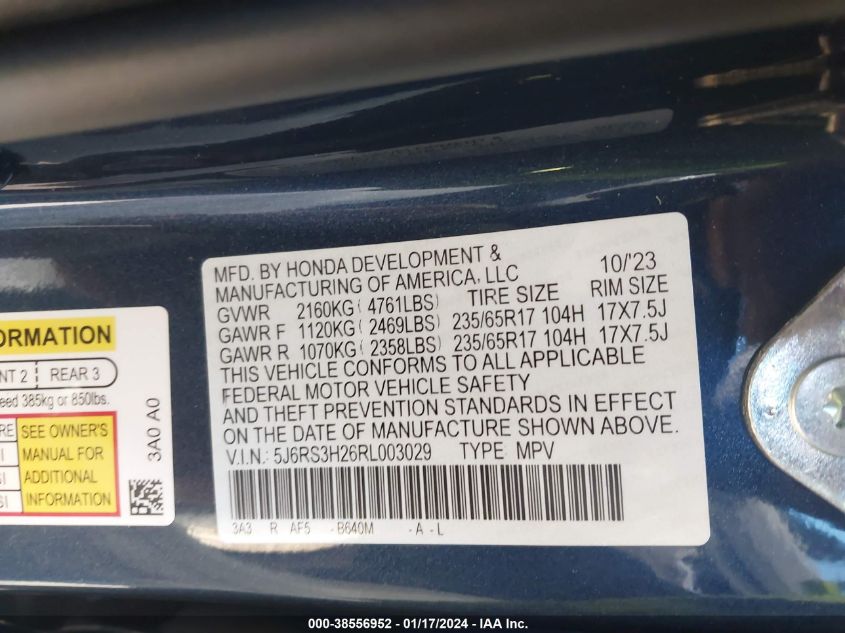 MFD. BY HONDA DEVELOPMENT & 10/'23
MANUFACTURING OF AMERICA, LLC
GVWR 2160KG( 4761LBS) TIRE SIZE RIM SIZE
GAWR F 1120KG( 2469LBS) 235/65R17 104H 17X7.5J
GAWR R 1070KG( 2358LBS) 235/65R17 104H 17X7.5J
THIS VEHICLE CONFORMS TO ALL APPLICABLE
FEDERAL MOTOR VEHICLE SAFETY
AND THEFT PREVENTION STANDARDS IN EFFECT
ON THE DATE OF MANUFACTURE SHOWN ABOVE.
V.I.N: 5J6RS3H26RL003029 TYPE: MPV
3A3 R AF5 -B640M -A-L
ORMATION
NT 2 REAR 3
eed 385kg or 850lbs.
RE SEE OWNER'S
I MANUAL FOR
SI ADDITIONAL
SI INFORMATION
3A0 A0
000-38556952 — 01/17/2024 - IAA Inc.